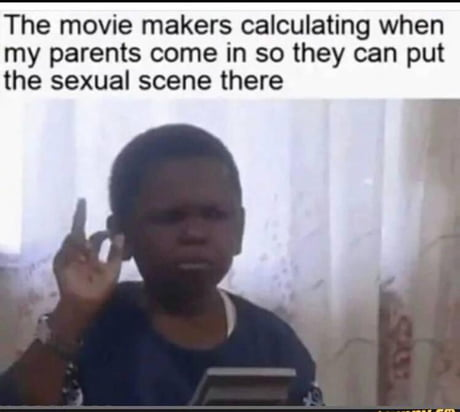 The movie makers calculating when
my parents come in so they can put
the sexual scene there